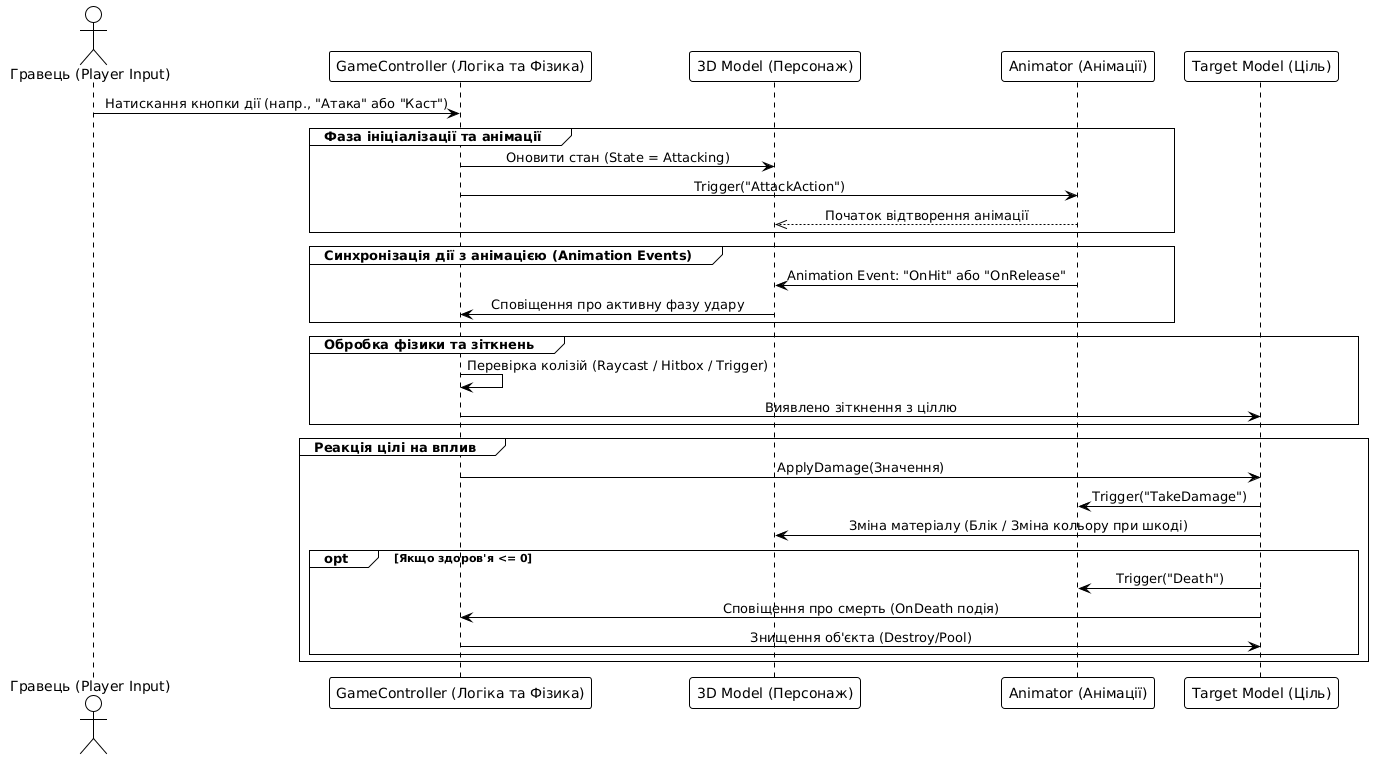 Гравець (Player Input)
GameController (Логіка та Фізика)
3D Model (Персонаж)
Animator (Анімації)
Target Model (Ціль)
Натискання кнопки дії (напр., "Атака" або "Каст")
Фаза ініціалізації та анімації
Оновити стан (State = Attacking)
Trigger("AttackAction")
Початок відтворення анімації
Синхронізація дії з анімацією (Animation Events)
Animation Event: "OnHit" або "OnRelease"
Сповіщення про активну фазу удару
Обробка фізики та зіткнень
Перевірка колізій (Raycast / Hitbox / Trigger)
Виявлено зіткнення з ціллю
Реакція цілі на вплив
ApplyDamage(Значення)
Trigger("TakeDamage")
Зміна матеріалу (Блік / Зміна кольору при шкоді)
opt [Якщо здоров'я <= 0]
Trigger("Death")
Сповіщення про смерть (OnDeath подія)
Знищення об'єкта (Destroy/Pool)
Гравець (Player Input)
GameController (Логіка та Фізика)
3D Model (Персонаж)
Animator (Анімації)
Target Model (Ціль)